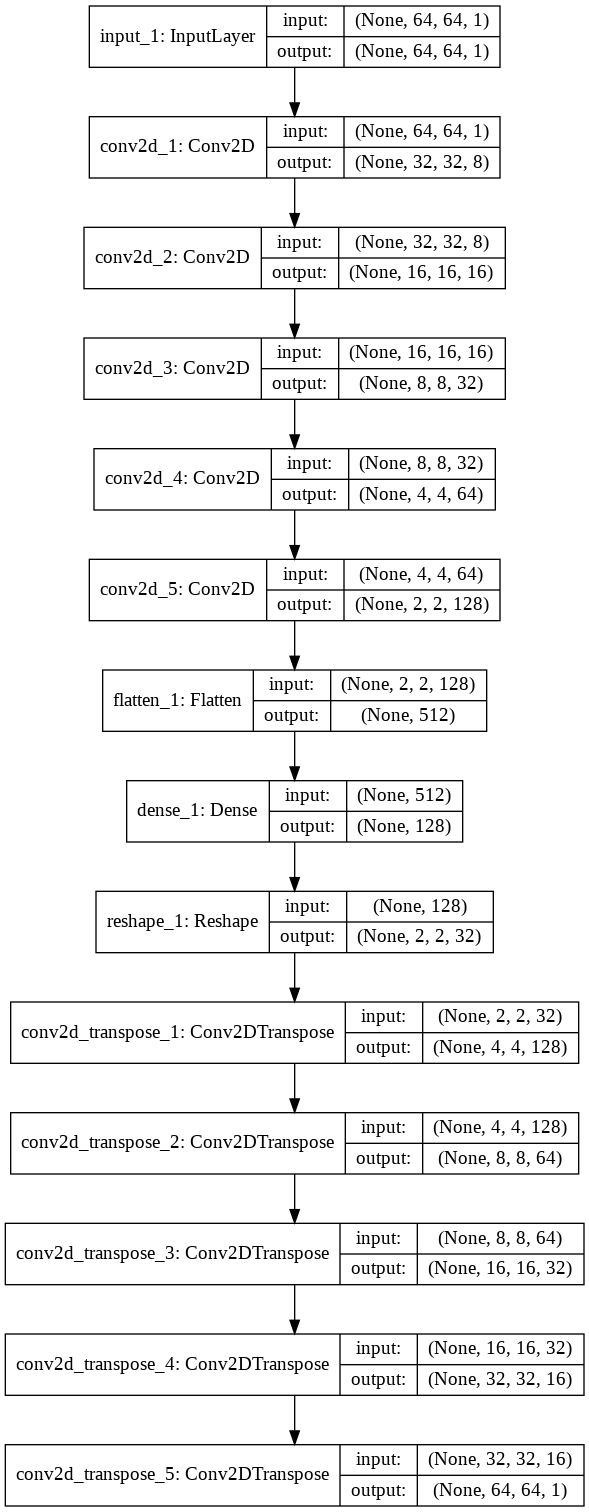 input_1: InputLayer
input: (None, 64, 64, 1)
output: (None, 64, 64, 1)
conv2d_1: Conv2D
input: (None, 64, 64, 1)
output: (None, 32, 32, 8)
conv2d_2: Conv2D
input: (None, 32, 32, 8)
output: (None, 16, 16, 16)
conv2d_3: Conv2D
input: (None, 16, 16, 16)
output: (None, 8, 8, 32)
conv2d_4: Conv2D
input: (None, 8, 8, 32)
output: (None, 4, 4, 64)
conv2d_5: Conv2D
input: (None, 4, 4, 64)
output: (None, 2, 2, 128)
flatten_1: Flatten
input: (None, 2, 2, 128)
output: (None, 512)
dense_1: Dense
input: (None, 512)
output: (None, 128)
reshape_1: Reshape
input: (None, 128)
output: (None, 2, 2, 32)
conv2d_transpose_1: Conv2DTranspose
input: (None, 2, 2, 32)
output: (None, 4, 4, 128)
conv2d_transpose_2: Conv2DTranspose
input: (None, 4, 4, 128)
output: (None, 8, 8, 64)
conv2d_transpose_3: Conv2DTranspose
input: (None, 8, 8, 64)
output: (None, 16, 16, 32)
conv2d_transpose_4: Conv2DTranspose
input: (None, 16, 16, 32)
output: (None, 32, 32, 16)
conv2d_transpose_5: Conv2DTranspose
input: (None, 32, 32, 16)
output: (None, 64, 64, 1)